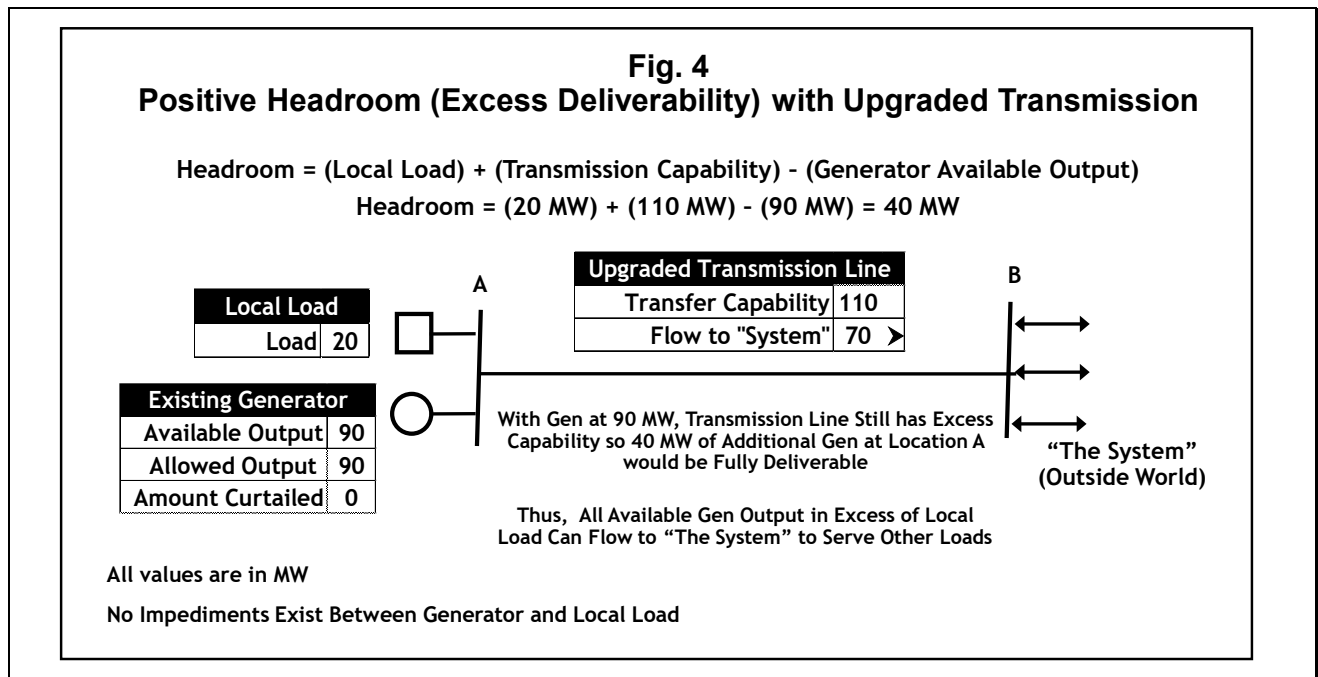 Fig. 4
Positive Headroom (Excess Deliverability) with Upgraded Transmission
Headroom = (Local Load) + (Transmission Capability) – (Generator Available Output)
Headroom = (20 MW) + (110 MW) – (90 MW) = 40 MW
Local Load
Load 20
Existing Generator
Available Output 90
Allowed Output 90
Amount Curtailed 0
A
Upgraded Transmission Line
Transfer Capability 110
Flow to "System" 70
B
With Gen at 90 MW, Transmission Line Still has Excess
Capability so 40 MW of Additional Gen at Location A
would be Fully Deliverable
Thus, All Available Gen Output in Excess of Local
Load Can Flow to “The System” to Serve Other Loads
“The System”
(Outside World)
All values are in MW
No Impediments Exist Between Generator and Local Load